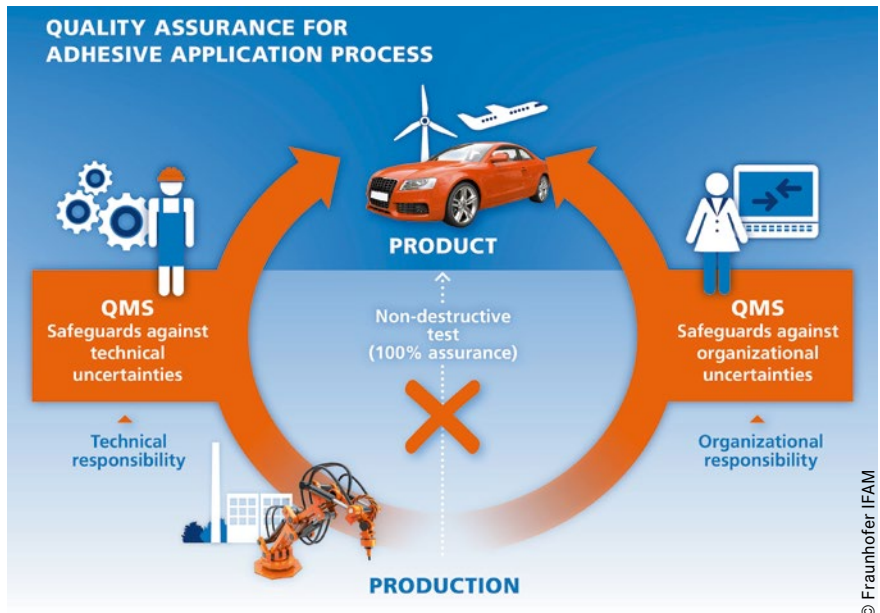 QUALITY ASSURANCE FOR
ADHESIVE APPLICATION PROCESS
PRODUCT
QMS
Safeguards against
technical
uncertainties
Non-destructive
test
(100% assurance)
QMS
Safeguards against
organizational
uncertainties
Technical
responsibility
Organizational
responsibility
PRODUCTION
© Fraunhofer IFAM